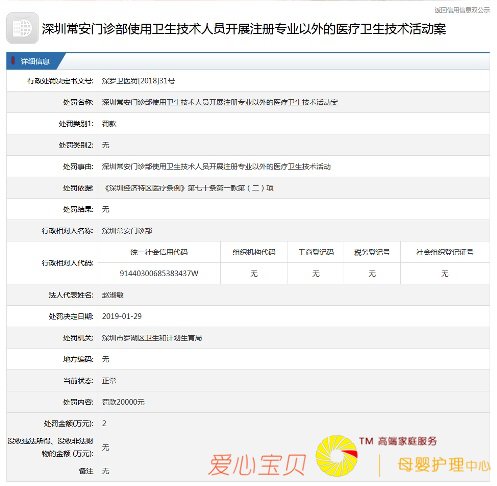 返回信用信息双公示
深圳常安门诊部使用卫生技术人员开展注册专业以外的医疗卫生技术活动案
详细信息
行政处罚决定书文号: 深罗卫医罚[2018]31号
处罚名称: 深圳常安门诊部使用卫生技术人员开展注册专业以外的医疗卫生技术活动案
处罚类别1: 罚款
处罚类别2: 无
处罚事由: 深圳常安门诊部使用卫生技术人员开展注册专业以外的医疗卫生技术活动
处罚依据: 《深圳经济特区医疗条例》第七十条第一款第（二）项
处罚结果: 无
行政相对人名称: 深圳常安门诊部
行政相对人代码:
统一社会信用代码 组织机构代码 工商登记码 税务登记号 社会组织登记证号
91440300685383437W 无 无 无 无
法人代表姓名: 敏
处罚决定日期: 2019-01-29
处罚机关: 深圳市罗湖区卫生和计划生育局
地方编码: 无
当前状态: 正常
处罚内容: 罚款20000元
处罚金额(万元): 2
没收违法所得、没收非法财
物的金额 (万元): 无
备注 无
爱心宝贝
TM 高端家庭服务
母婴护理中心